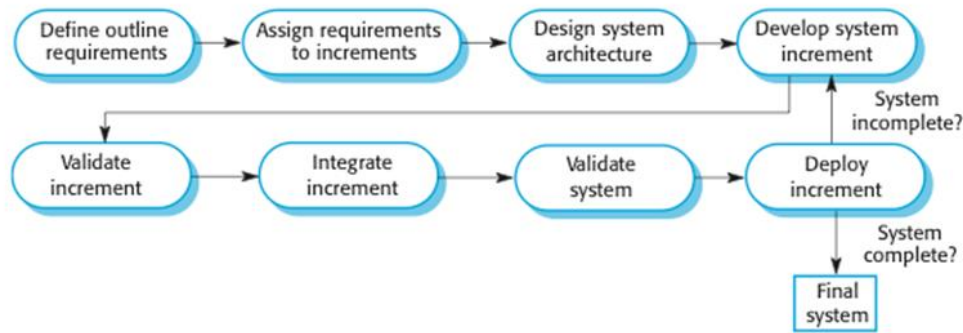 Define outline
requirements
Assign requirements
to increments
Design system
architecture
Develop system
increment
System
incomplete?
Validate
increment
Integrate
increment
Validate
system
Deploy
increment
System
complete?
Final
system